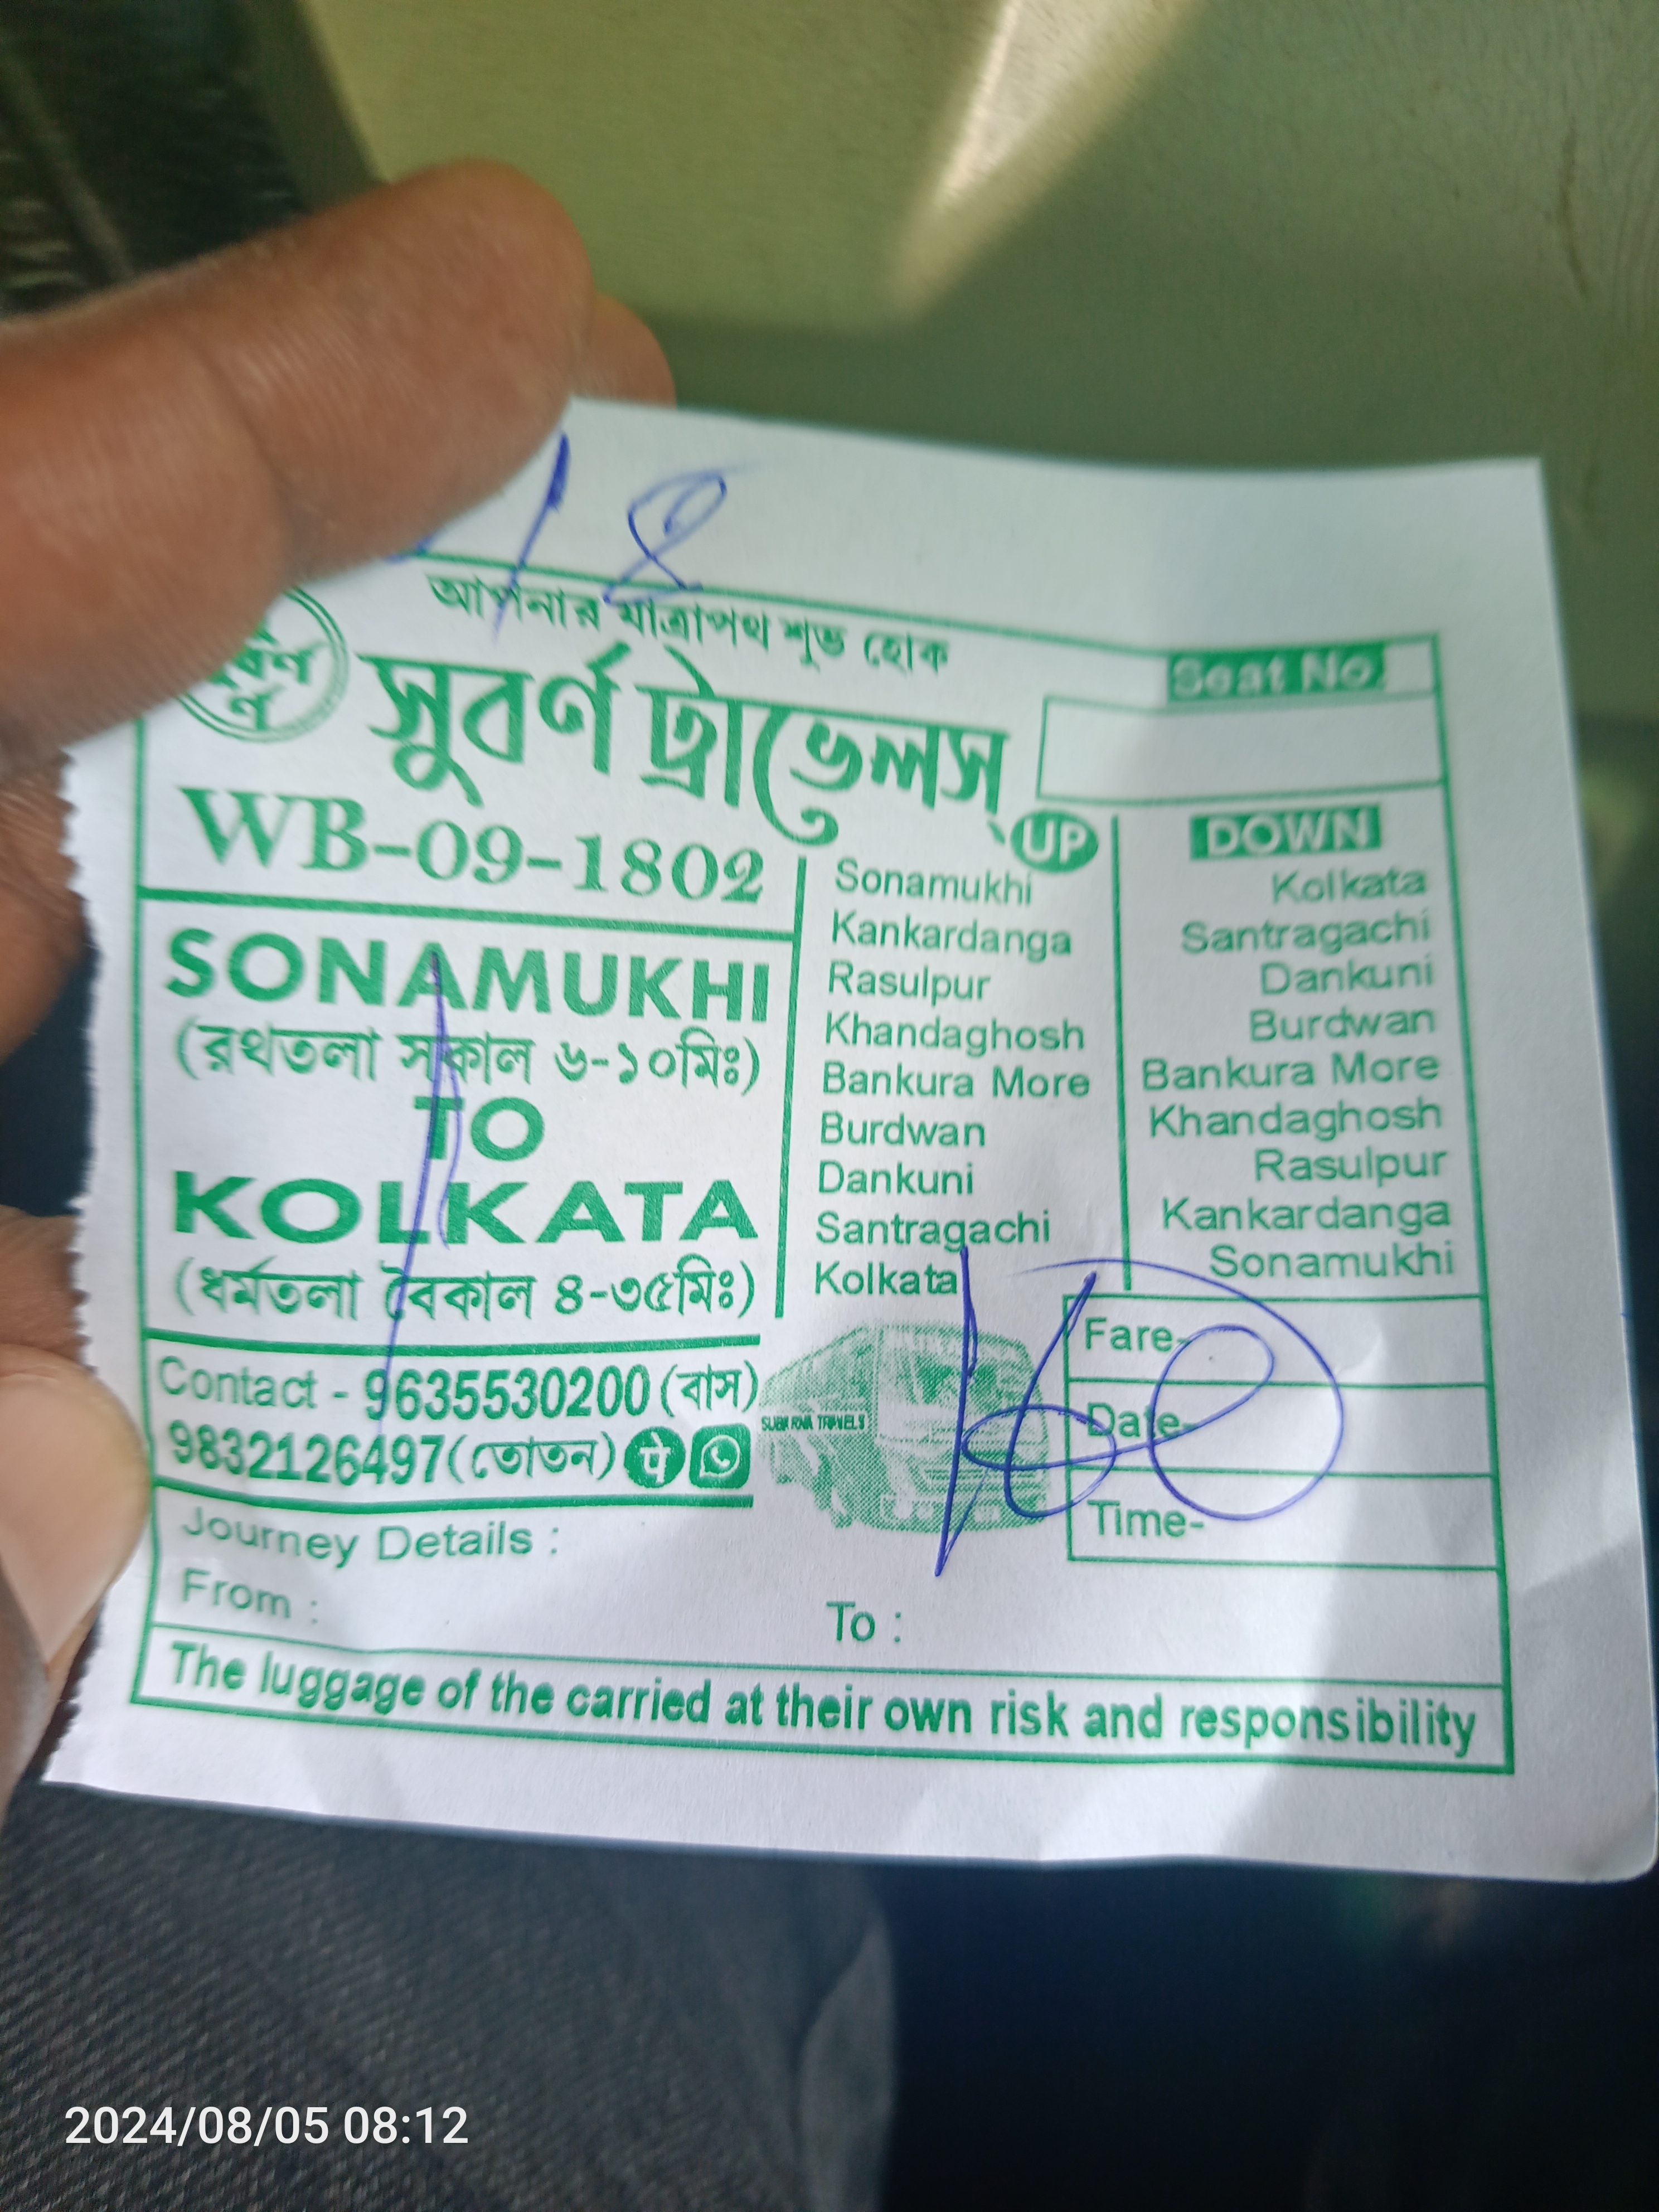 আপনার যাত্রাপথ শুভ হোক
সুবর্ণ ট্রাভেলস্
Seat No.
WB-09-1802
SONAMUKHI
(রথতলা সকাল ৬-১০মিঃ)
TO
KOLKATA
(ধর্মতলা বৈকাল ৪-৩৫মিঃ)
UP
Sonamukhi
Kankardanga
Rasulpur
Khandaghosh
Bankura More
Burdwan
Dankuni
Santragachi
Kolkata
DOWN
Kolkata
Santragachi
Dankuni
Burdwan
Bankura More
Khandaghosh
Rasulpur
Kankardanga
Sonamukhi
Contact - 9635530200 (বাস)
9832126497(তোতন)
SUBARNA TRAVELS
Fare-
Date-
Time-
Journey Details :
From :
To :
The luggage of the carried at their own risk and responsibility
2024/08/05 08:12